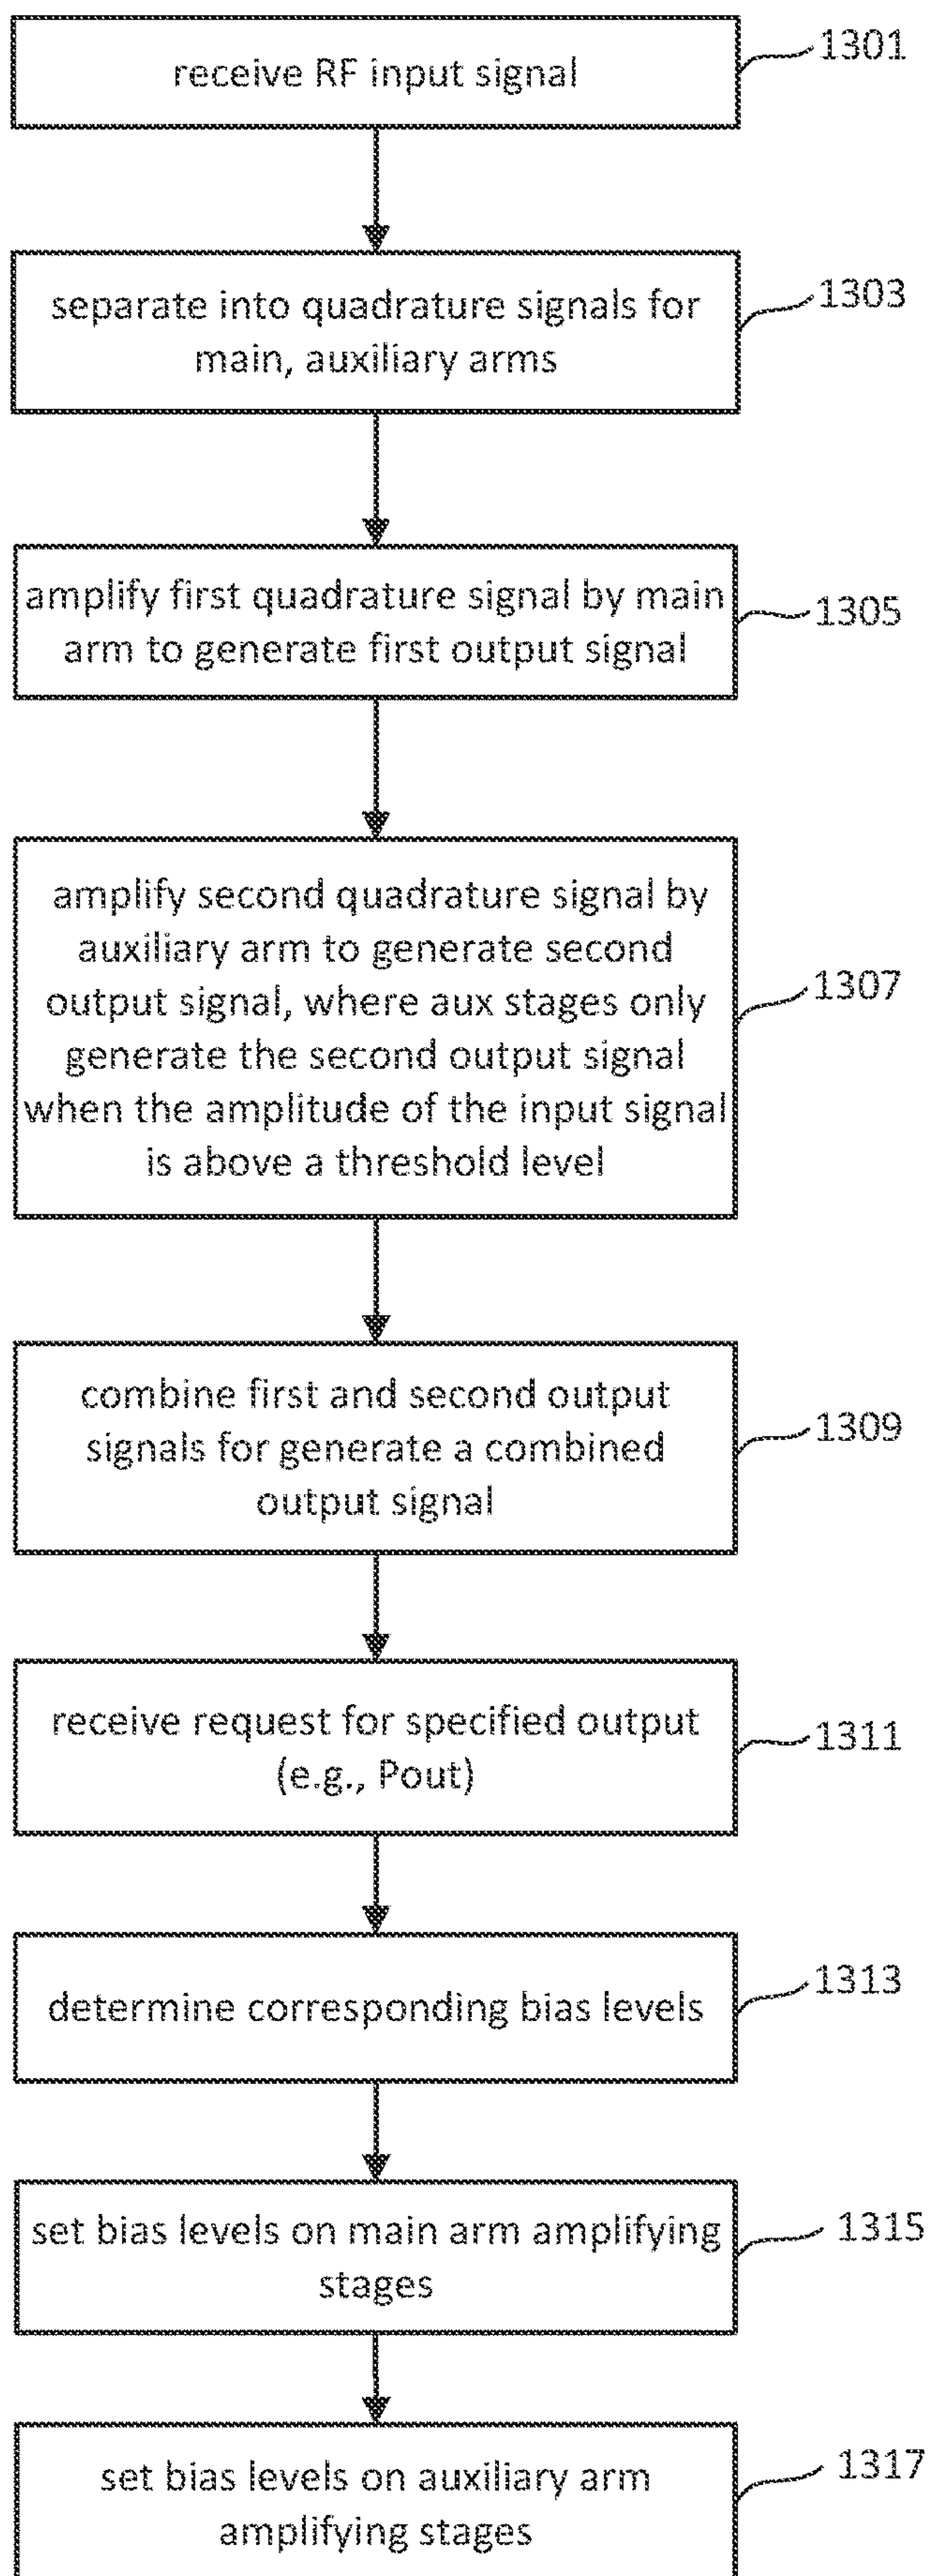 receive RF input signal
1301
separate into quadrature signals for
main, auxiliary arms
1303
amplify first quadrature signal by main
arm to generate first output signal
1305
amplify second quadrature signal by
auxiliary arm to generate second
output signal, where aux stages only
generate the second output signal
when the amplitude of the input signal
is above a threshold level
1307
combine first and second output
signals for generate a combined
output signal
1309
receive request for specified output
(e.g., Pout)
1311
determine corresponding bias levels
1313
set bias levels on main arm amplifying
stages
1315
set bias levels on auxiliary arm
amplifying stages
1317